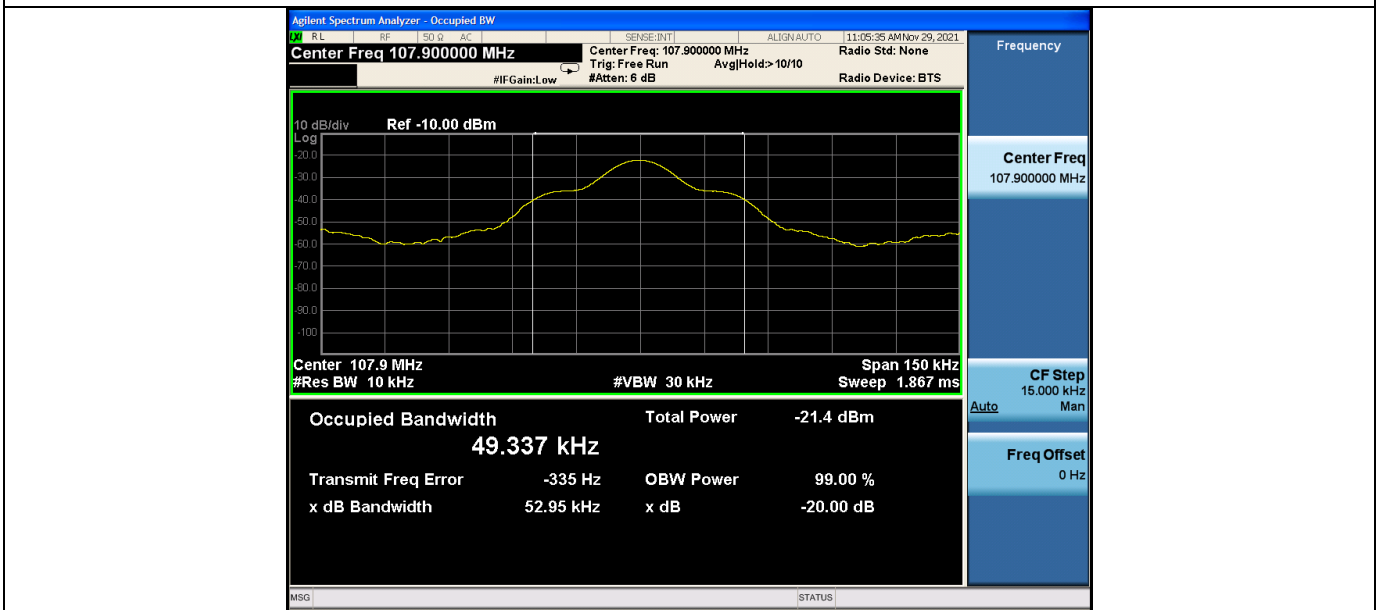 Agilent Spectrum Analyzer - Occupied BW
LXI RL RF 50 Ω AC SENSE:INT ALIGN AUTO 11:05:35 AM Nov 29, 2021
Center Freq 107.900000 MHz
Center Freq: 107.900000 MHz
Radio Std: None
Trig: Free Run Avg|Hold:>10/10
#IFGain:Low
#Atten: 6 dB
Radio Device: BTS
Frequency
10 dB/div Ref -10.00 dBm
Log
-20.0
-30.0
-40.0
-50.0
-60.0
-70.0
-80.0
-90.0
-100
Center Freq
107.900000 MHz
Center 107.9 MHz Span 150 kHz
#Res BW 10 kHz #VBW 30 kHz Sweep 1.867 ms
CF Step
15.000 kHz
Auto Man
Occupied Bandwidth Total Power -21.4 dBm
49.337 kHz
Freq Offset
0 Hz
Transmit Freq Error -335 Hz OBW Power 99.00 %
x dB Bandwidth 52.95 kHz x dB -20.00 dB
MSG STATUS